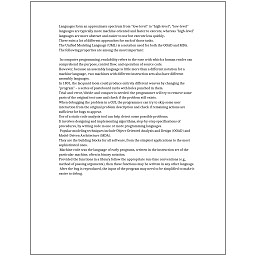 Languages form an approximate spectrum from "low-level" to "high-level"; "low-level"
languages are typically more machine-oriented and faster to execute, whereas "high-level"
languages are more abstract and easier to use but execute less quickly.
There exist a lot of different approaches for each of those tasks.
The Unified Modeling Language (UML) is a notation used for both the OOAD and MDA.
The following properties are among the most important:

In computer programming, readability refers to the ease with which a human reader can
comprehend the purpose, control flow, and operation of source code.
However, because an assembly language is little more than a different notation for a
machine language, two machines with different instruction sets also have different
assembly languages.
In 1801, the Jacquard loom could produce entirely different weaves by changing the
"program" – a series of pasteboard cards with holes punched in them.
Trial-and-error/divide-and-conquer is needed: the programmer will try to remove some
parts of the original test case and check if the problem still exists.
When debugging the problem in a GUI, the programmer can try to skip some user
interaction from the original problem description and check if remaining actions are
sufficient for bugs to appear.
Use of a static code analysis tool can help detect some possible problems.
It involves designing and implementing algorithms, step-by-step specifications of
procedures, by writing code in one or more programming languages.
Popular modeling techniques include Object-Oriented Analysis and Design (OOAD) and
Model-Driven Architecture (MDA).
They are the building blocks for all software, from the simplest applications to the most
sophisticated ones.
Machine code was the language of early programs, written in the instruction set of the
particular machine, often in binary notation.
Provided the functions in a library follow the appropriate run-time conventions (e.g.,
method of passing arguments), then these functions may be written in any other language.
After the bug is reproduced, the input of the program may need to be simplified to make it
easier to debug.